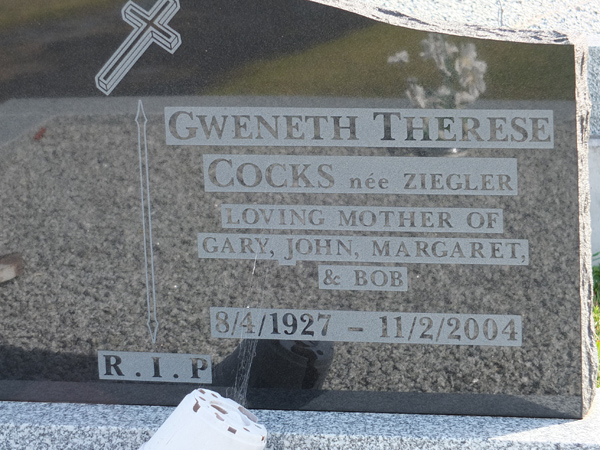 GWENETH THERESE
COCKS née ZIEGLER
LOVING MOTHER OF
GARY, JOHN, MARGARET,
& BOB
8/4/1927 – 11/2/2004
R.I.P